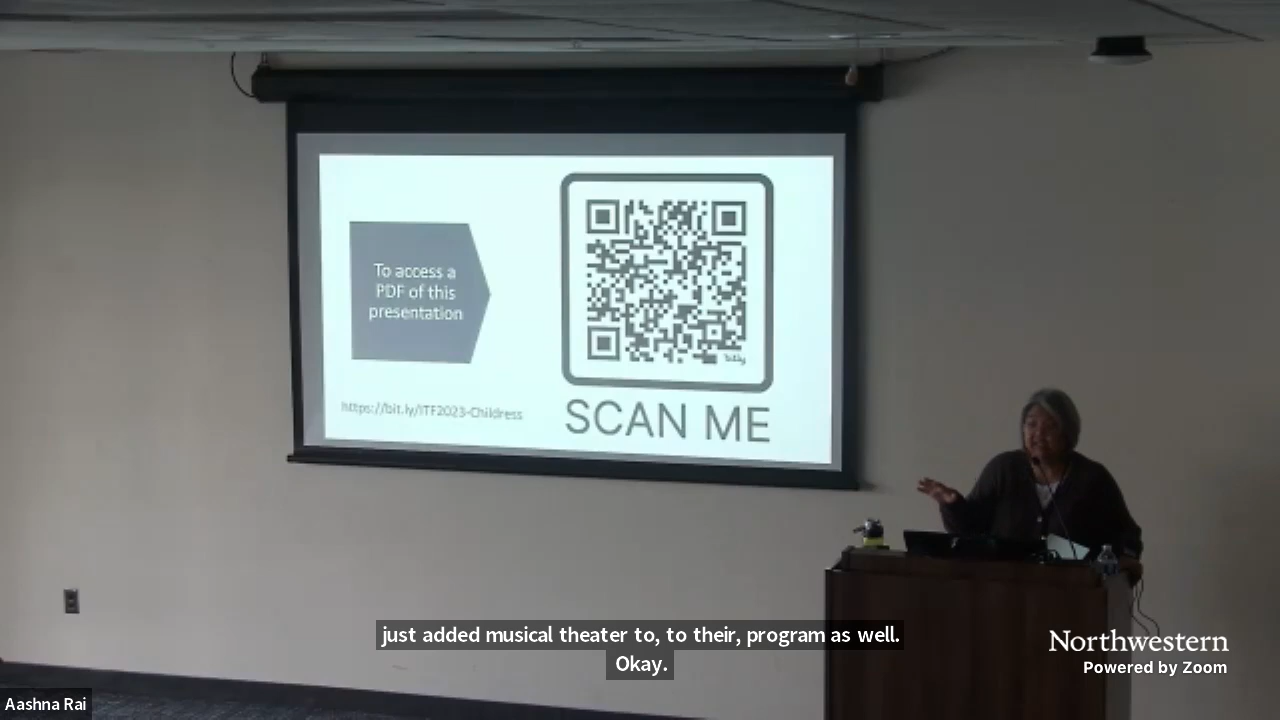 To access a
PDF of this
presentation
https://bit.ly/ITF2023-Childress
bitly
SCAN ME
just added musical theater to, to their, program as well.
Okay.
Northwestern
Powered by Zoom
Aashna Rai